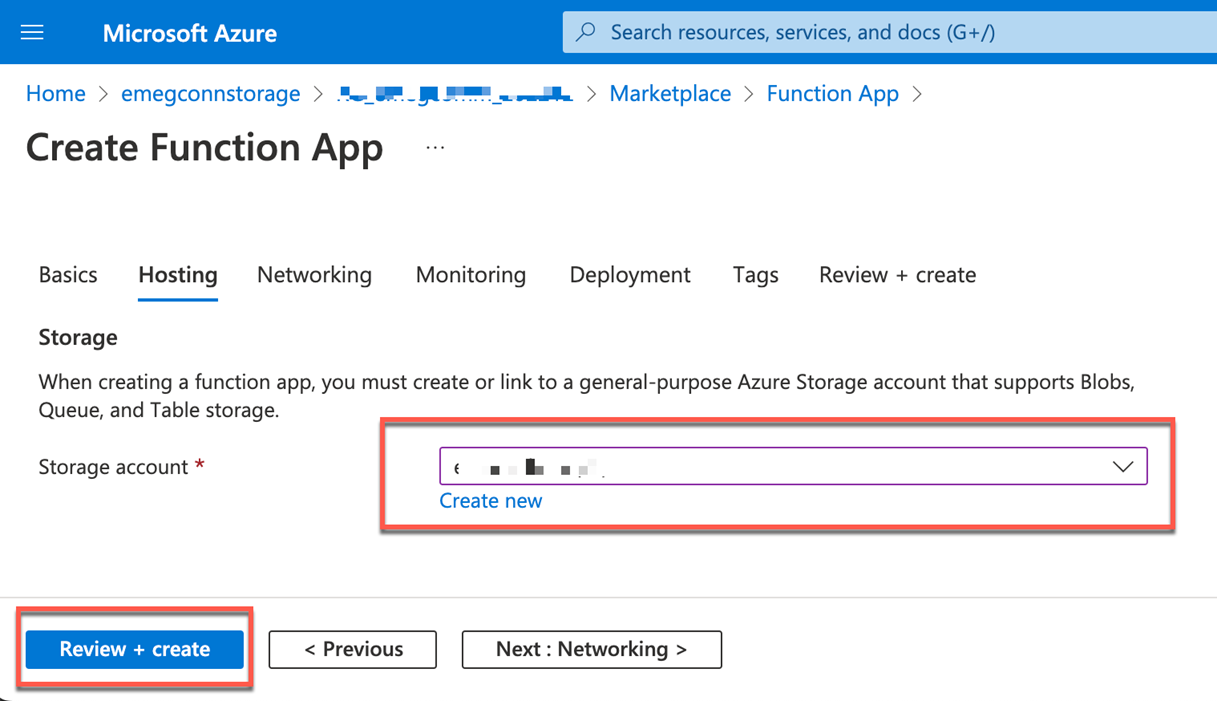 Microsoft Azure
Search resources, services, and docs (G+/)
Home > emegconnstorage > > Marketplace > Function App >
Create Function App ...
Basics Hosting Networking Monitoring Deployment Tags Review + create
Storage
When creating a function app, you must create or link to a general-purpose Azure Storage account that supports Blobs,
Queue, and Table storage.
Storage account *
Create new
Review + create < Previous Next : Networking >